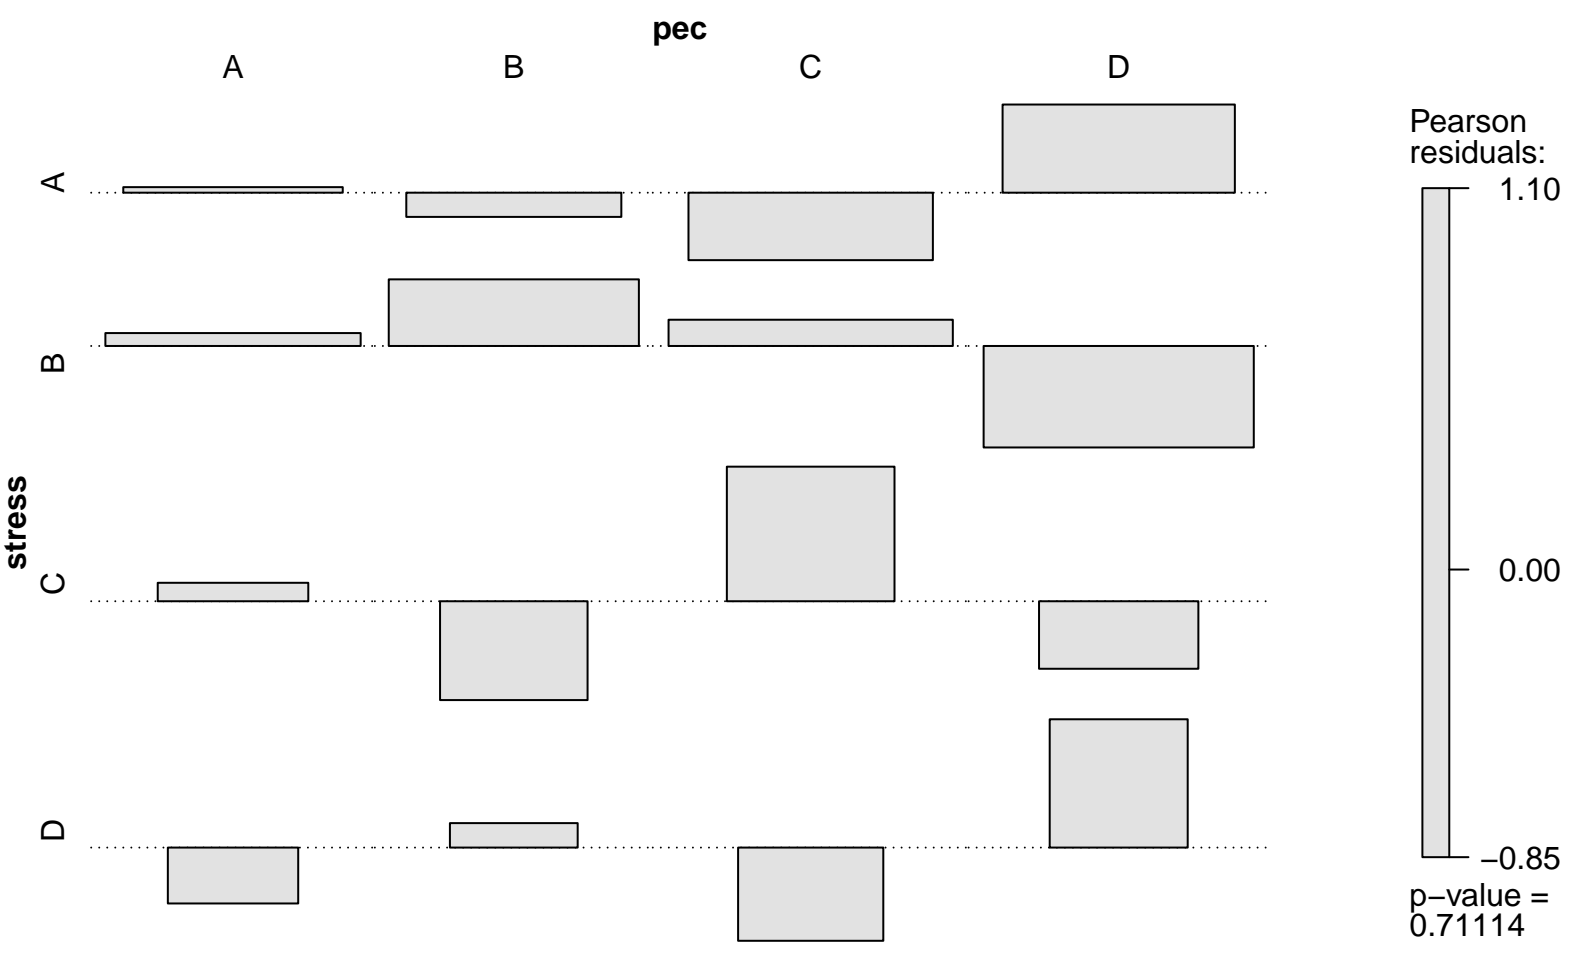 pec
A B C D
A
B
C
D
stress
Pearson
residuals:
1.10
0.00
−0.85
p−value =
0.71114